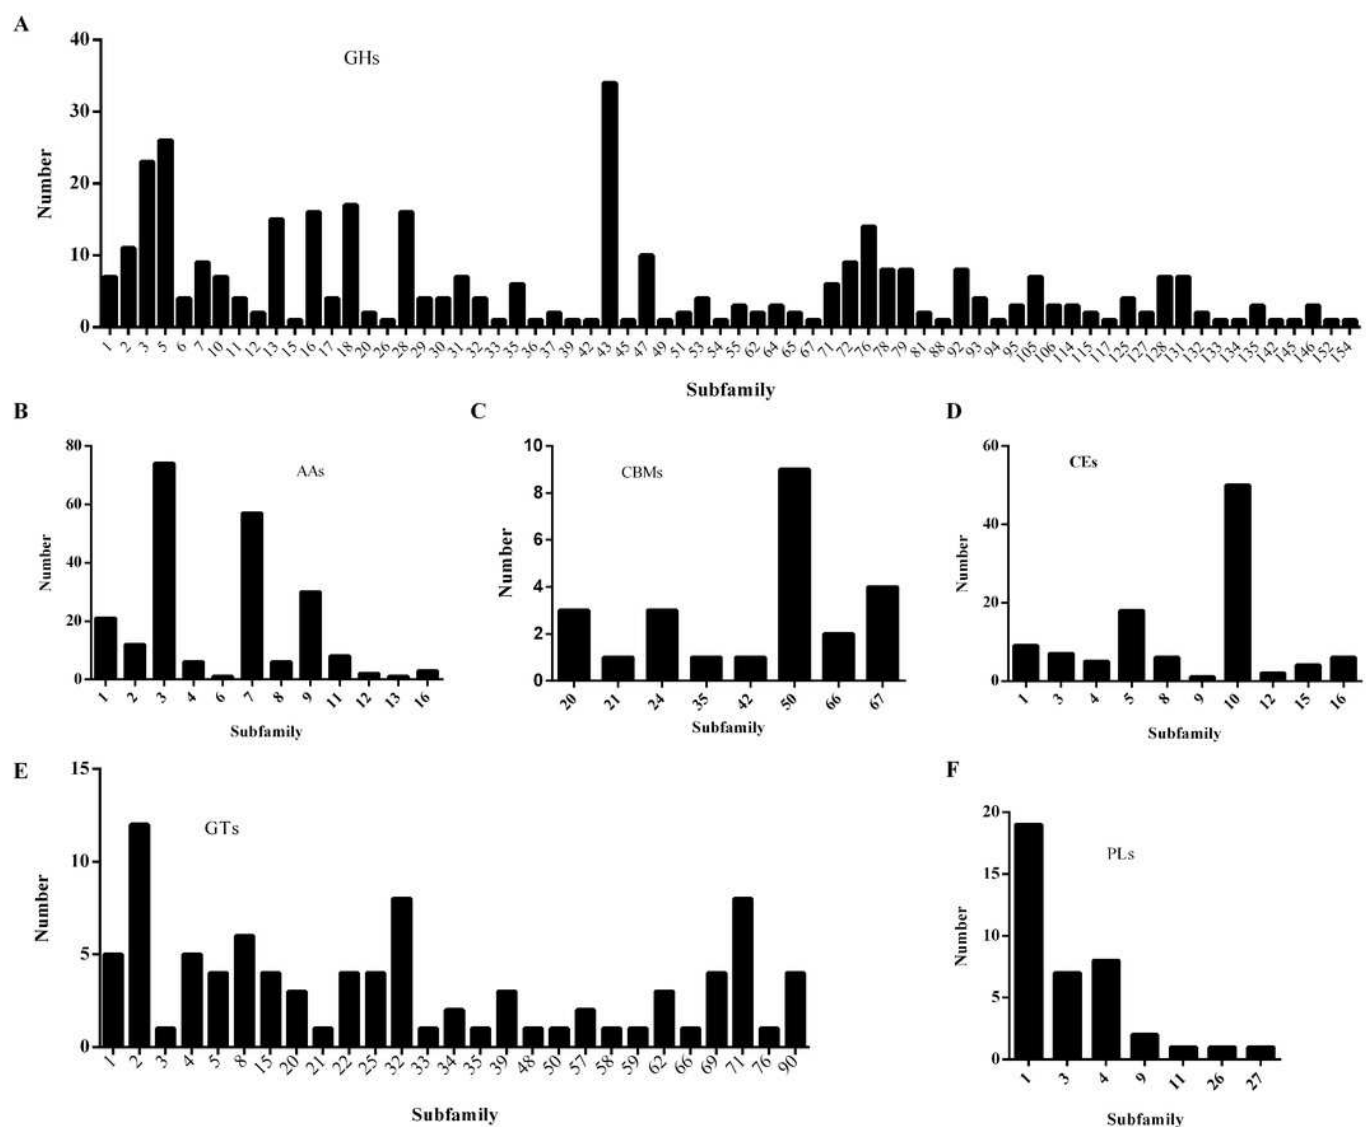 A
GHs
Number
40
30
20
10
0
1 2 3 5 6 7 10 11 12 13 15 16 17 18 20 26 28 29 30 31 32 33 35 36 37 39 42 43 45 47 49 51 53 54 55 62 64 65 67 71 72 76 78 79 81 88 92 93 94 95 105 106 114 115 117 125 127 128 131 132 133 134 135 142 145 146 152 154
Subfamily
B
AAs
Number
80
60
40
20
0
1 2 3 4 6 7 8 9 11 12 13 16
Subfamily
C
CBMs
Number
10
8
6
4
2
0
20 21 24 35 42 50 66 67
Subfamily
D
CEs
Number
60
40
20
0
1 3 4 5 8 9 10 12 15 16
Subfamily
E
GTs
Number
15
10
5
0
1 2 3 4 5 8 15 20 21 22 25 32 33 34 35 39 48 50 57 58 59 62 66 69 71 76 90
Subfamily
F
PLs
Number
20
15
10
5
0
1 3 4 9 11 26 27
Subfamily